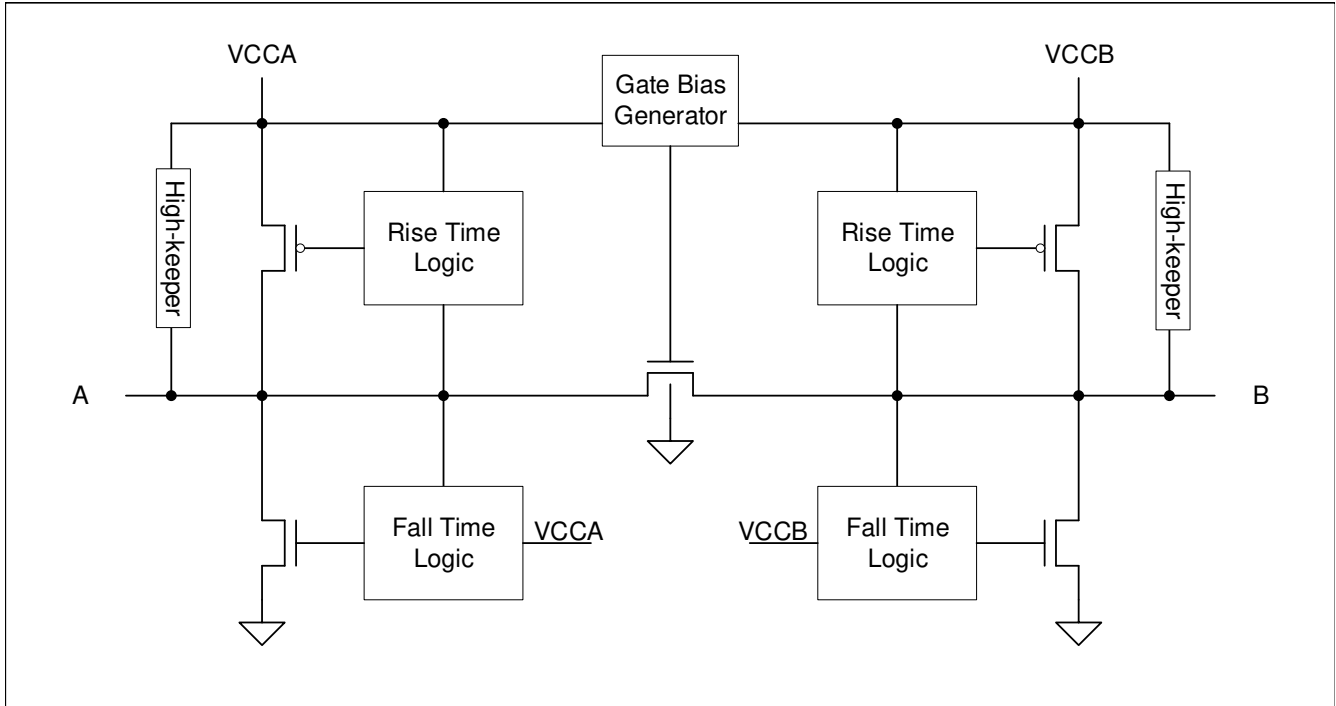 VCCA
Gate Bias
Generator
VCCB
High-keeper
Rise Time
Logic
Rise Time
Logic
High-keeper
A
B
Fall Time
Logic
VCCA
VCCB
Fall Time
Logic